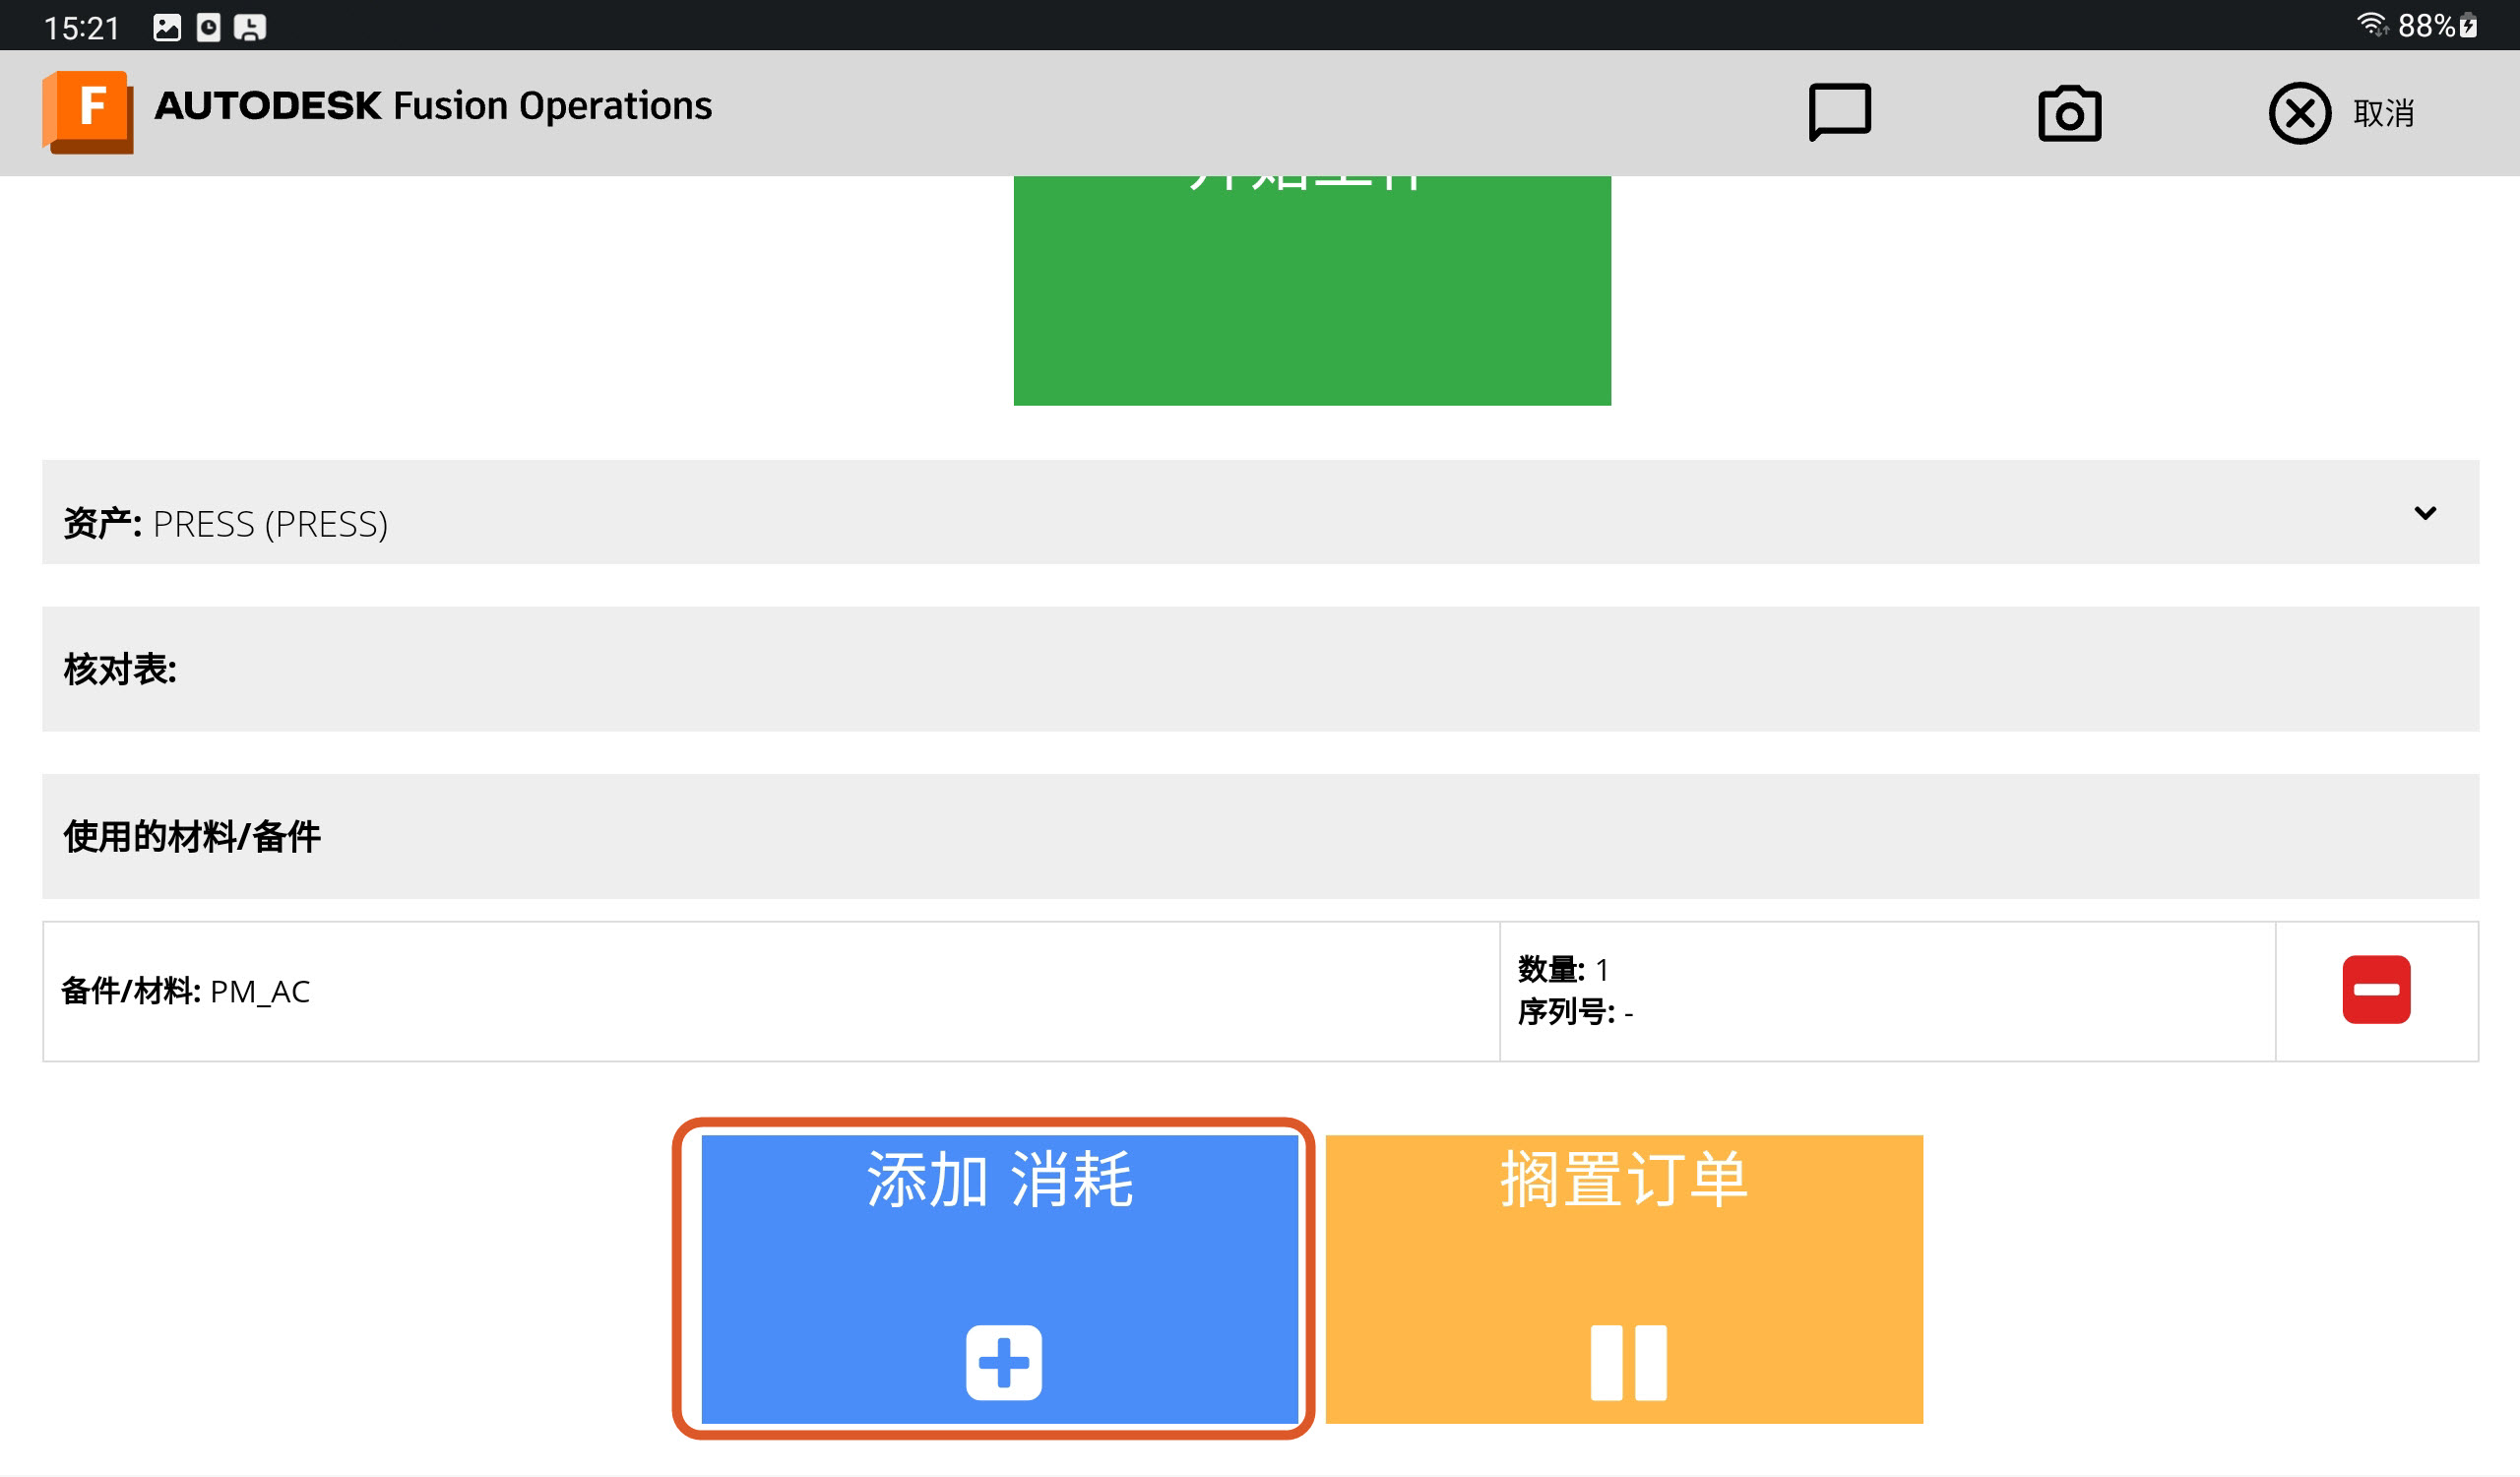 15:21
88%
F
AUTODESK Fusion Operations
取消
资产: PRESS (PRESS)
核对表:
使用的材料/备件
备件/材料: PM_AC
数量: 1
序列号: -
添加 消耗
搁置订单